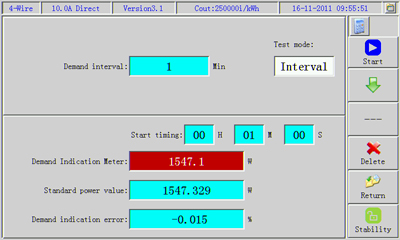 4-Wire 10.0A Direct Version3.1 Cout:2500001/kWh 16-11-2011 09:55:51
Test mode:
Demand interval: 1 Min Interval
Start
Start timing: 00 H 01 M 00 S
---
Demand Indication Meter: 1547.1 W
Delete
Standard power value: 1547.329 W
Return
Demand indication error: -0.015 %
Stability